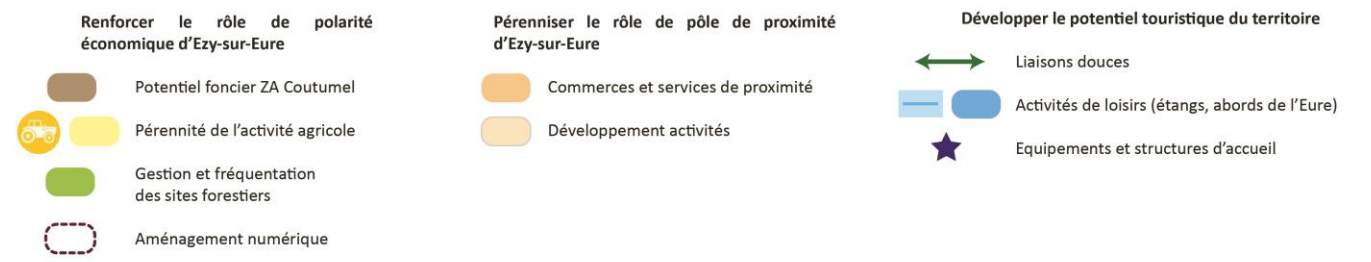 Renforcer le rôle de polarité
économique d'Ezy-sur-Eure
Potentiel foncier ZA Coutumel
Pérennité de l'activité agricole
Gestion et fréquentation
des sites forestiers
Aménagement numérique
Pérenniser le rôle de pôle de proximité
d'Ezy-sur-Eure
Commerces et services de proximité
Développement activités
Développer le potentiel touristique du territoire
Liaisons douces
Activités de loisirs (étangs, abords de l'Eure)
Equipements et structures d'accueil